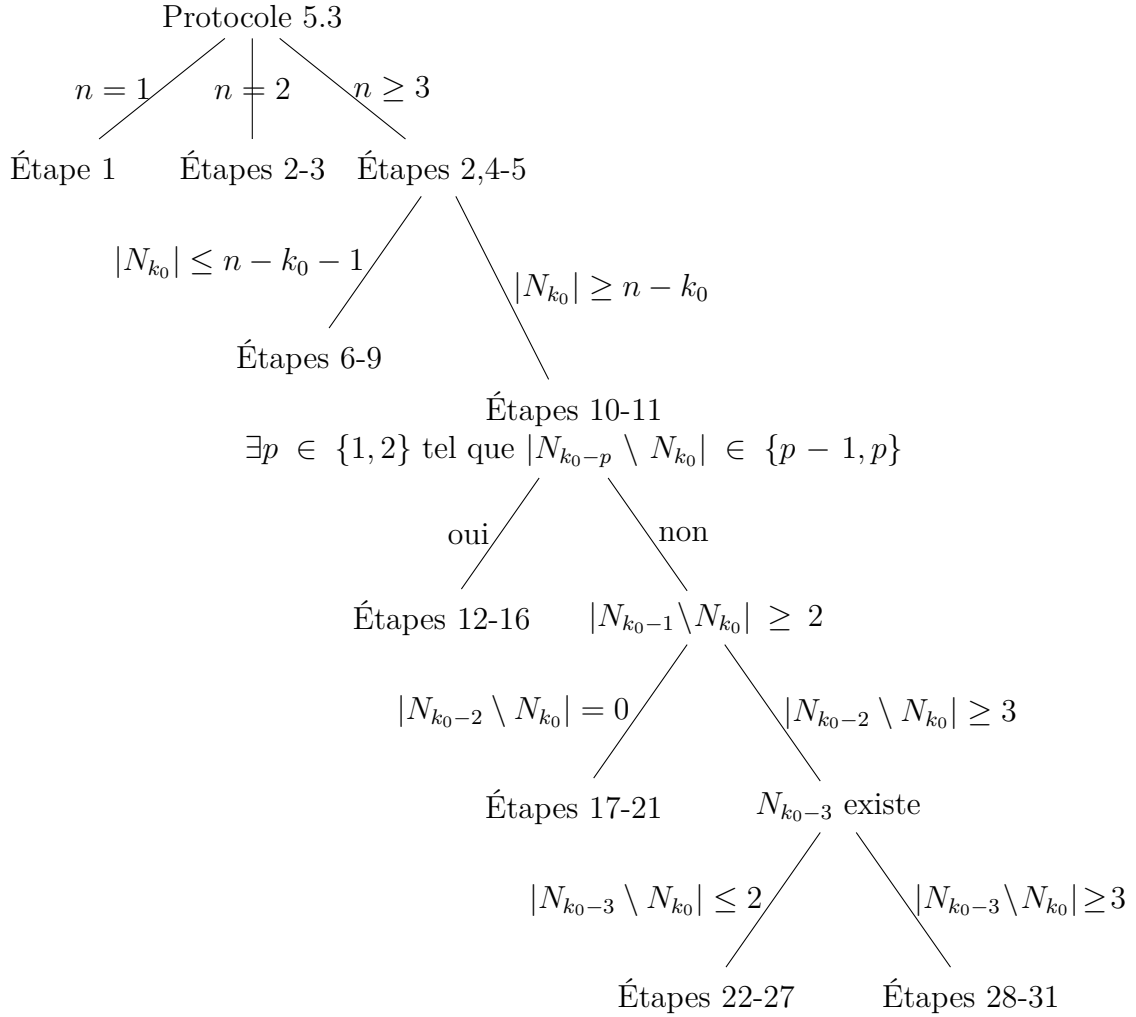 Protocole 5.3
n = 1 n = 2 n ≥ 3
Étape 1 Étapes 2-3 Étapes 2,4-5
|N_{k_0}| ≤ n − k_0 − 1
|N_{k_0}| ≥ n − k_0
Étapes 6-9
Étapes 10-11
∃p ∈ {1, 2} tel que |N_{k_0−p} \ N_{k_0}| ∈ {p − 1, p}
oui non
Étapes 12-16 |N_{k_0−1}\N_{k_0}| ≥ 2
|N_{k_0−2} \ N_{k_0}| = 0 |N_{k_0−2} \ N_{k_0}| ≥ 3
Étapes 17-21 N_{k_0−3} existe
|N_{k_0−3} \ N_{k_0}| ≤ 2 |N_{k_0−3}\N_{k_0}| ≥ 3
Étapes 22-27 Étapes 28-31